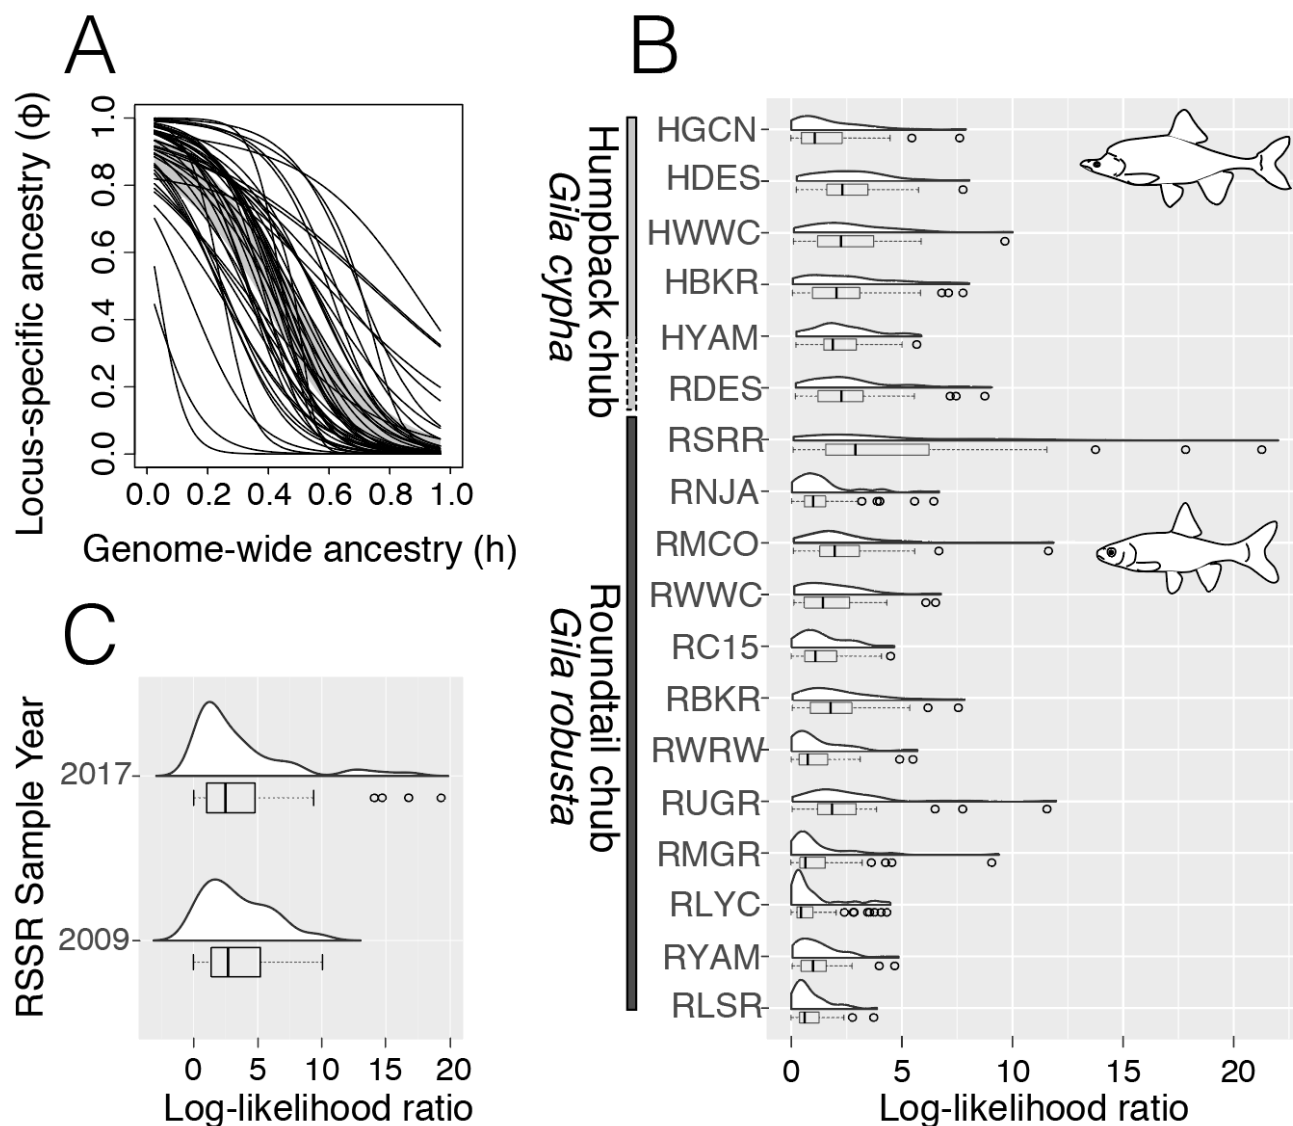 A
Locus-specific ancestry (ϕ)
1.0
0.8
0.6
0.4
0.2
0.0
0.0 0.2 0.4 0.6 0.8 1.0
Genome-wide ancestry (h)
B
Humpback chub
Gila cypha
Roundtail chub
Gila robusta
HGCN
HDES
HWWC
HBKR
HYAM
RDES
RSRR
RNJA
RMCO
RWWC
RC15
RBKR
RWRW
RUGR
RMGR
RLYC
RYAM
RLSR
0 5 10 15 20
Log-likelihood ratio
C
RSSR Sample Year
2017
2009
0 5 10 15 20
Log-likelihood ratio